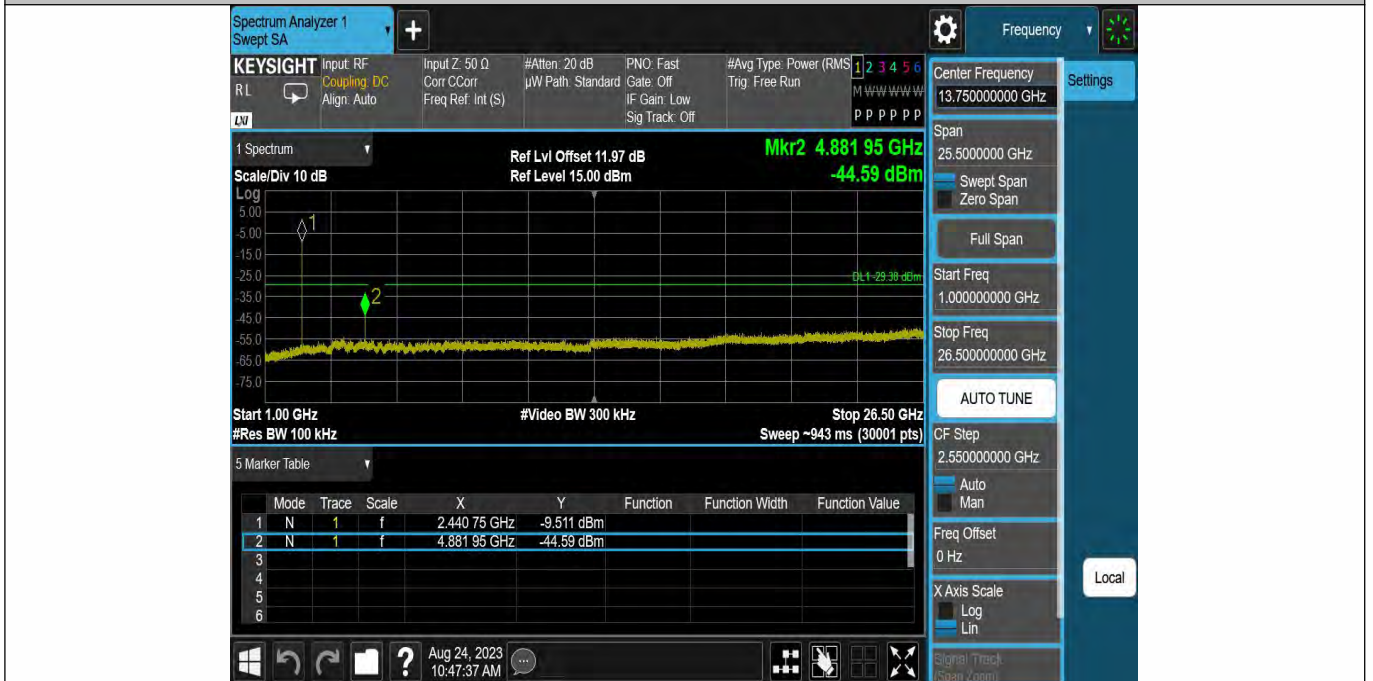 Spectrum Analyzer 1
Swept SA
+
Frequency
KEYSIGHT
RL
LXI
Input: RF
Coupling: DC
Align: Auto
Input Z: 50 Ω
Corr CCorr
Freq Ref: Int (S)
#Atten: 20 dB
µW Path: Standard
PNO: Fast
Gate: Off
IF Gain: Low
Sig Track: Off
#Avg Type: Power (RMS
Trig: Free Run
1 2 3 4 5 6
M W W W W W
P P P P P P
1 Spectrum
Scale/Div 10 dB
Ref Lvl Offset 11.97 dB
Ref Level 15.00 dBm
Mkr2 4.881 95 GHz
-44.59 dBm
Log
5.00
-5.00
-15.0
-25.0
-35.0
-45.0
-55.0
-65.0
-75.0
1
2
DL1 -29.38 dBm
Start 1.00 GHz
#Video BW 300 kHz
Stop 26.50 GHz
#Res BW 100 kHz
Sweep ~943 ms (30001 pts)
5 Marker Table
Mode Trace Scale X Y Function Function Width Function Value
1 N 1 f 2.440 75 GHz -9.511 dBm
2 N 1 f 4.881 95 GHz -44.59 dBm
3
4
5
6
Aug 24, 2023
10:47:37 AM
?
Center Frequency
13.750000000 GHz
Settings
Span
25.5000000 GHz
Swept Span
Zero Span
Full Span
Start Freq
1.000000000 GHz
Stop Freq
26.500000000 GHz
AUTO TUNE
CF Step
2.550000000 GHz
Auto
Man
Freq Offset
0 Hz
X Axis Scale
Log
Lin
Local
Signal Track
(Span Zoom)